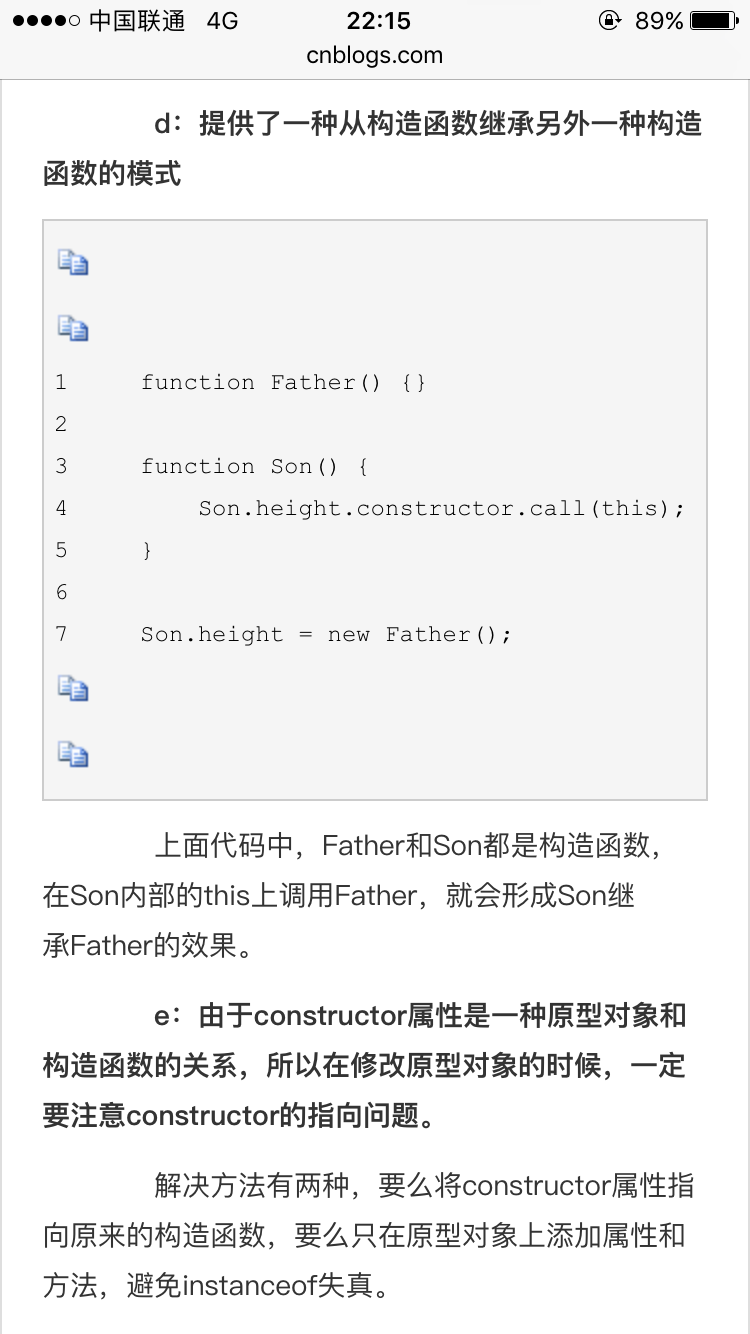 中国联通 4G 22:15 89%
cnblogs.com
d：提供了一种从构造函数继承另外一种构造
函数的模式
1 function Father() {}
2
3 function Son() {
4 Son.height.constructor.call(this);
5 }
6
7 Son.height = new Father();
上面代码中，Father和Son都是构造函数，
在Son内部的this上调用Father，就会形成Son继
承Father的效果。
e：由于constructor属性是一种原型对象和
构造函数的关系，所以在修改原型对象的时候，一定
要注意constructor的指向问题。
解决方法有两种，要么将constructor属性指
向原来的构造函数，要么只在原型对象上添加属性和
方法，避免instanceof失真。